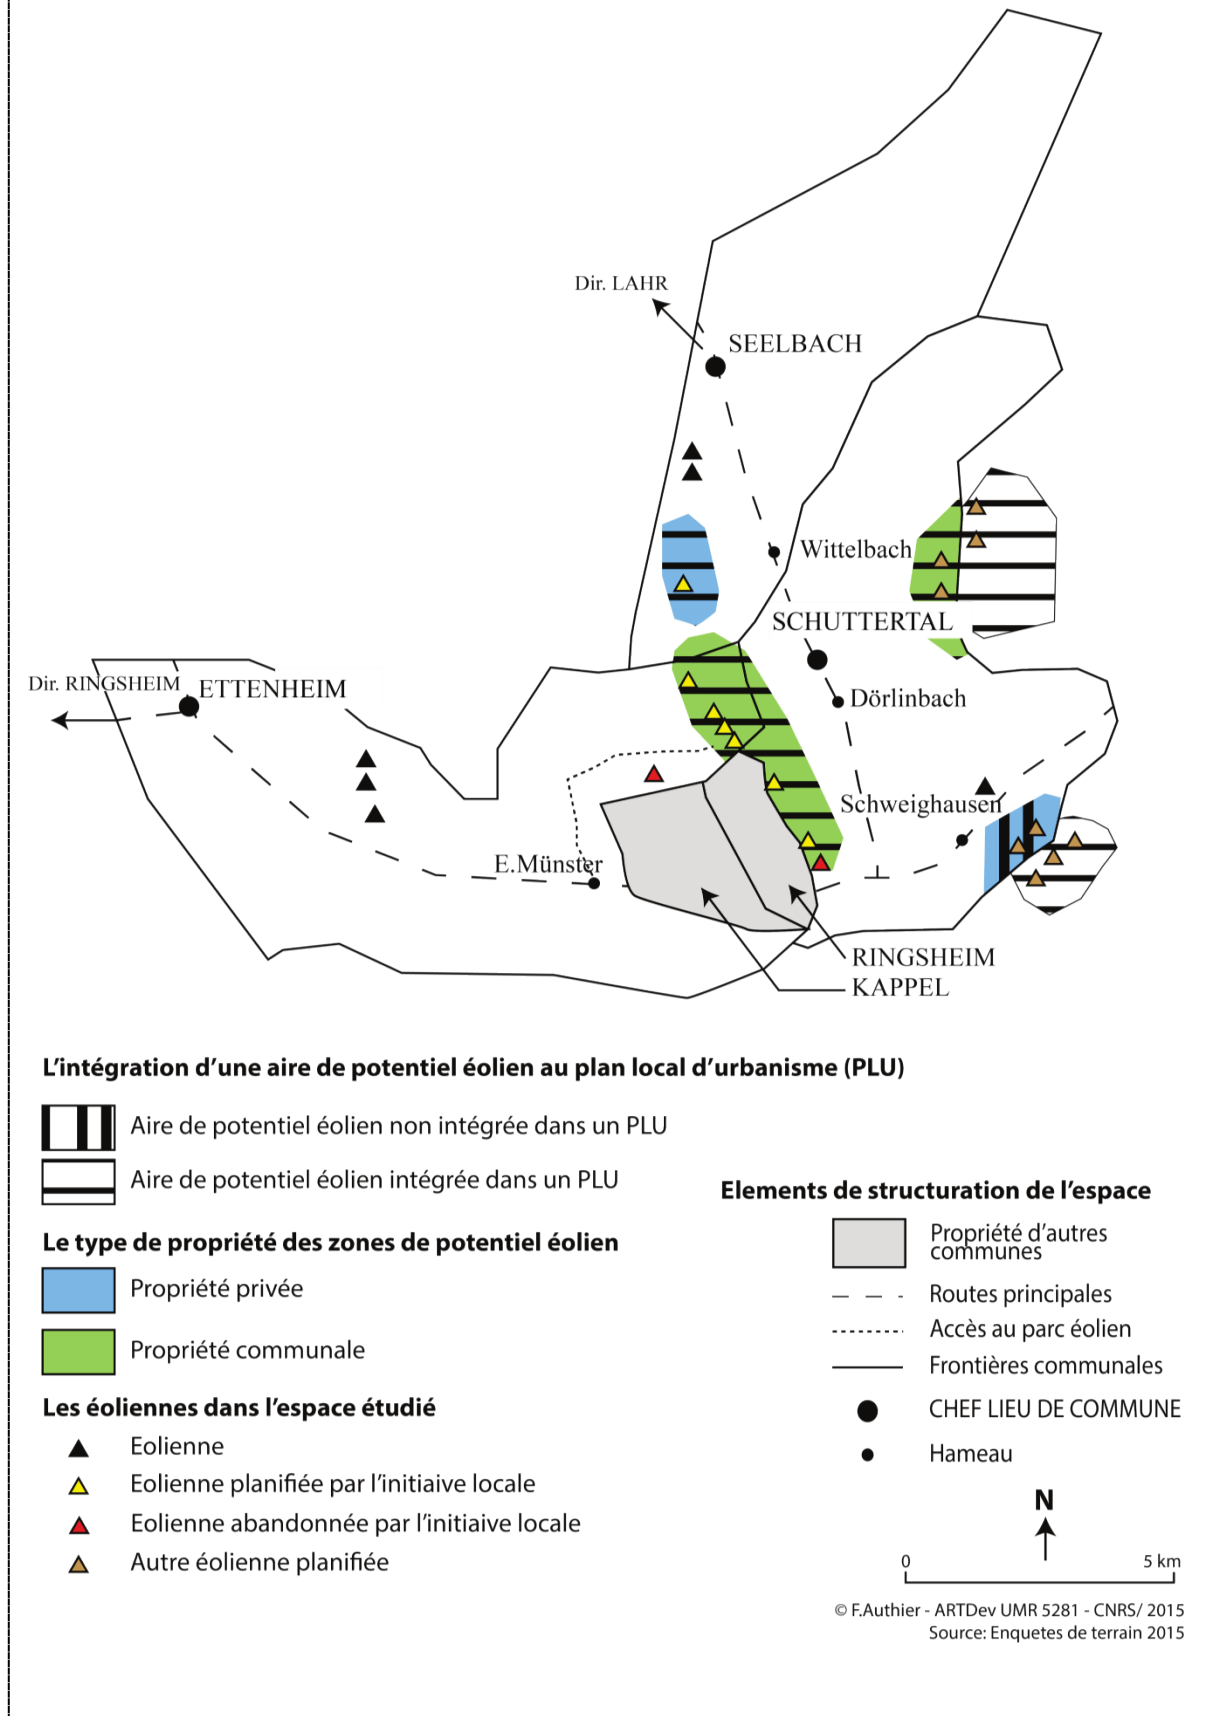 Dir. LAHR
SEELBACH
Wittelbach
SCHUTTERTAL
Dir. RINGSHEIM
ETTENHEIM
Dörlinbach
Schweighausen
E.Münster
RINGSHEIM
KAPPEL
L’intégration d’une aire de potentiel éolien au plan local d’urbanisme (PLU)
Aire de potentiel éolien non intégrée dans un PLU
Aire de potentiel éolien intégrée dans un PLU
Le type de propriété des zones de potentiel éolien
Propriété privée
Propriété communale
Les éoliennes dans l’espace étudié
Eolienne
Eolienne planifiée par l’initiaive locale
Eolienne abandonnée par l’initiaive locale
Autre éolienne planifiée
Elements de structuration de l’espace
Propriété d’autres
communes
Routes principales
Accès au parc éolien
Frontières communales
CHEF LIEU DE COMMUNE
Hameau
N
0 5 km
© F.Authier - ARTDev UMR 5281 - CNRS/ 2015
Source: Enquetes de terrain 2015